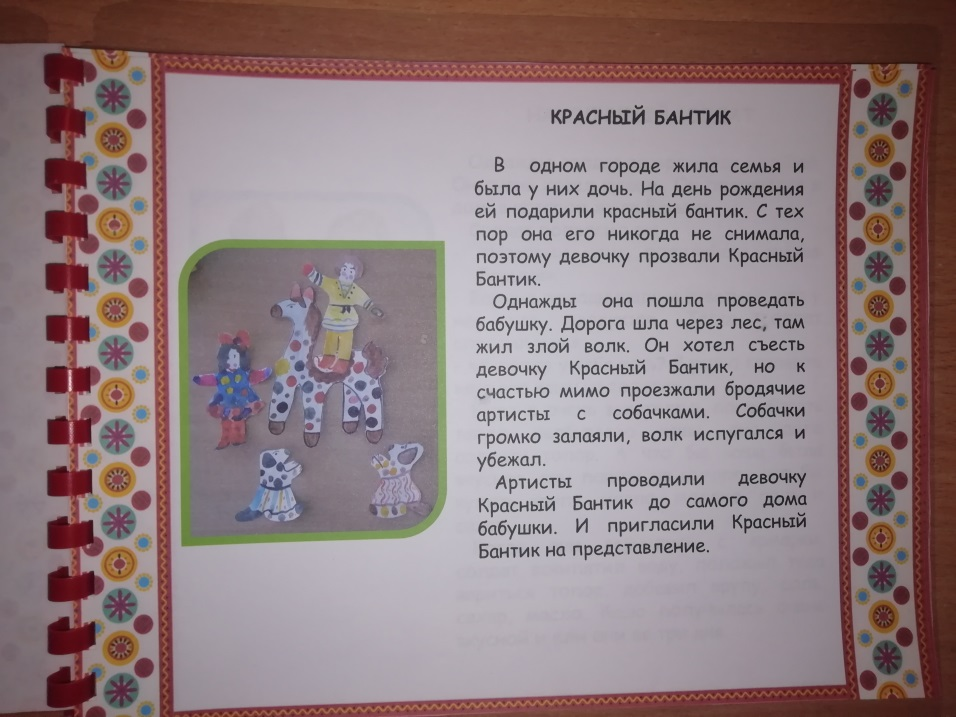 КРАСНЫЙ БАНТИК
В одном городе жила семья и
была у них дочь. На день рождения
ей подарили красный бантик. С тех
пор она его никогда не снимала,
поэтому девочку прозвали Красный
Бантик.
Однажды она пошла проведать
бабушку. Дорога шла через лес, там
жил злой волк. Он хотел съесть
девочку Красный Бантик, но к
счастью мимо проезжали бродячие
артисты с собачками. Собачки
громко залаяли, волк испугался и
убежал.
Артисты проводили девочку
Красный Бантик до самого дома
бабушки. И пригласили Красный
Бантик на представление.